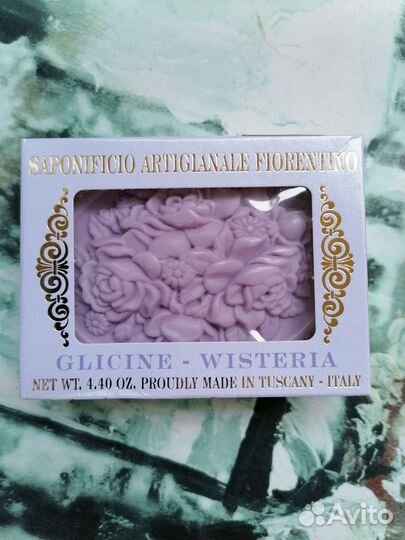 SAPONIFICIO ARTIGIANALE FIORENTINO
GLICINE - WISTERIA
NET WT. 4.40 OZ. PROUDLY MADE IN TUSCANY - ITALY
Avito